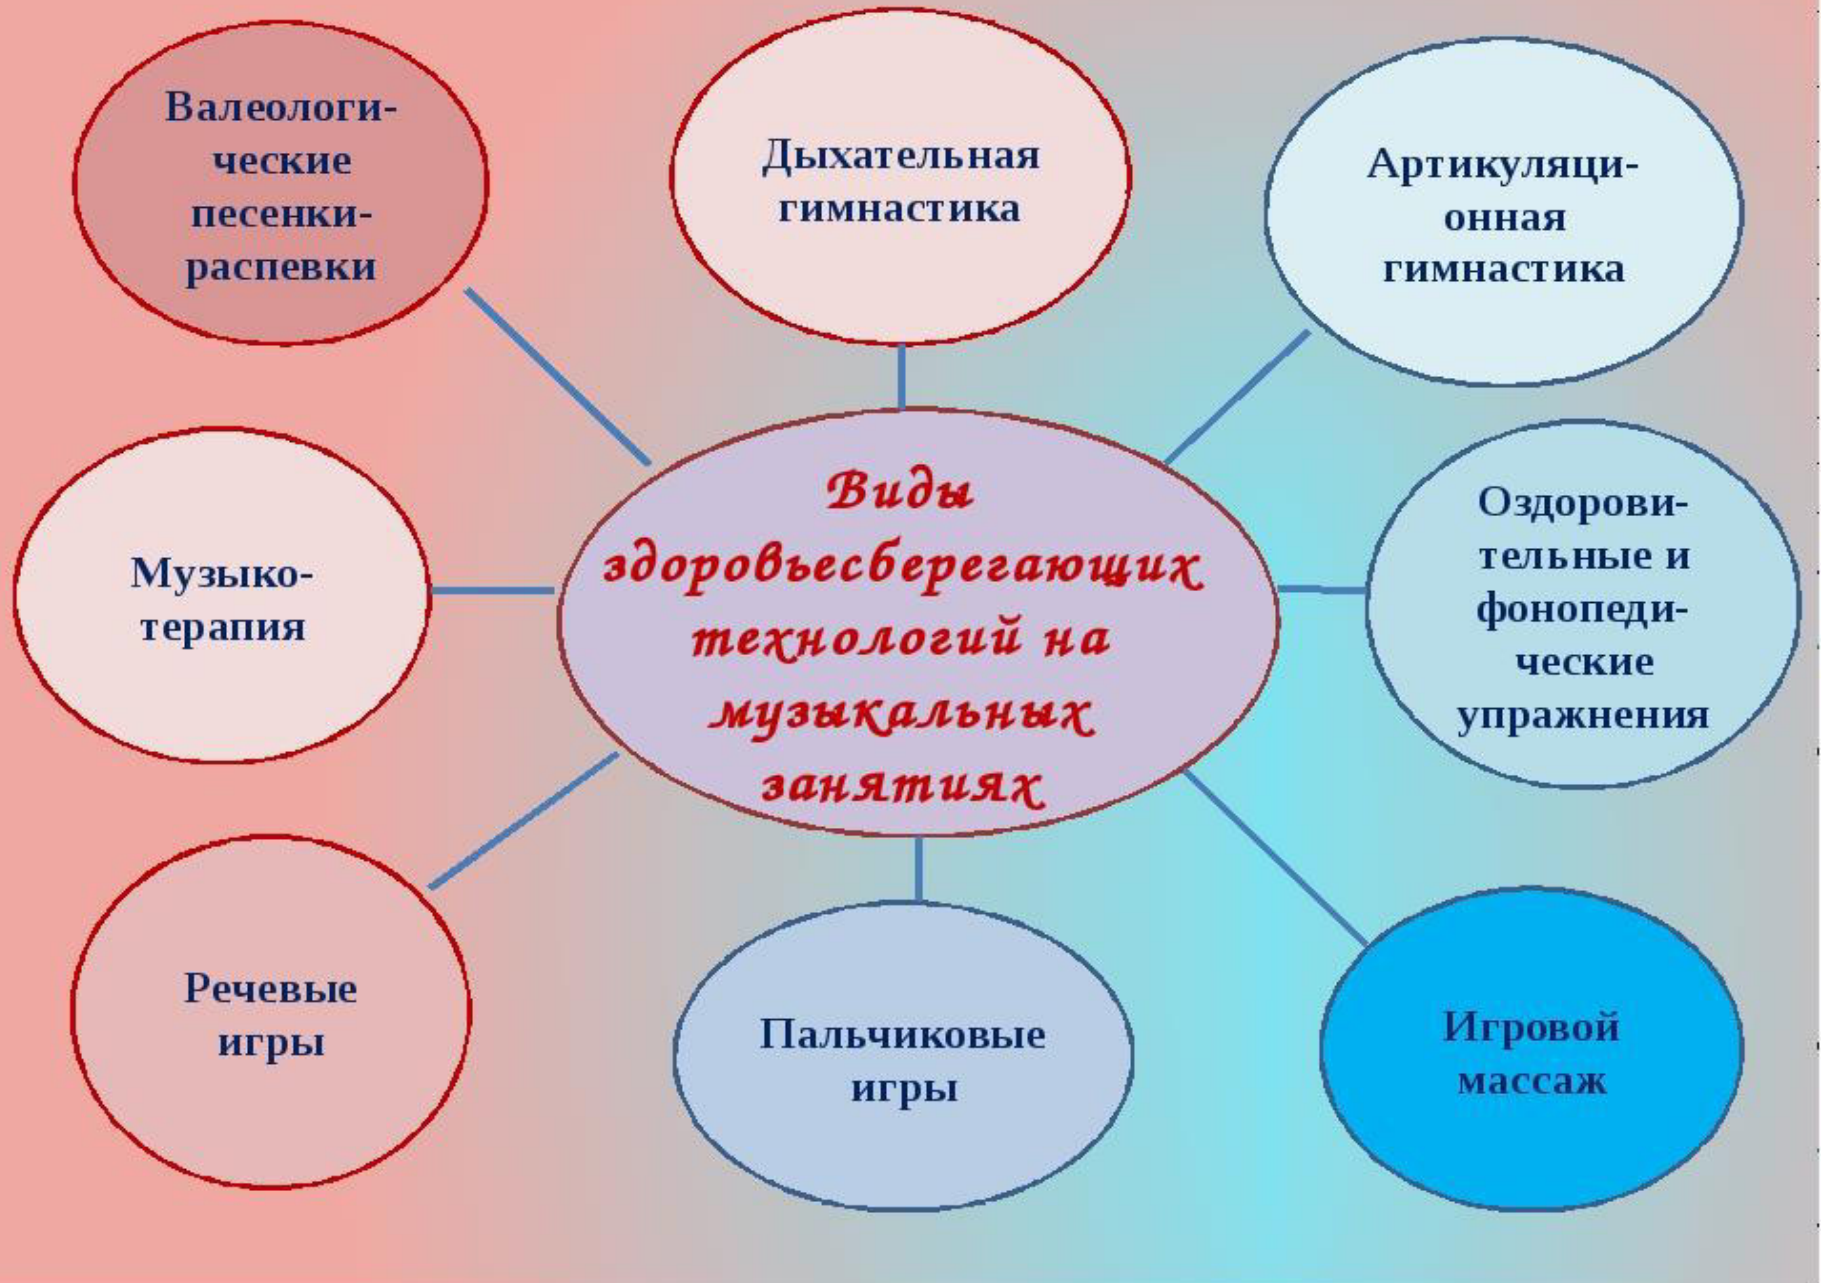 Валеологи-
ческие
песенки-
распевки
Дыхательная
гимнастика
Артикуляци-
онная
гимнастика
Музыко-
терапия
Виды
здоровьесберегающих
технологий на
музыкальных
занятиях
Оздорови-
тельные и
фонопеди-
ческие
упражнения
Речевые
игры
Пальчиковые
игры
Игровой
массаж